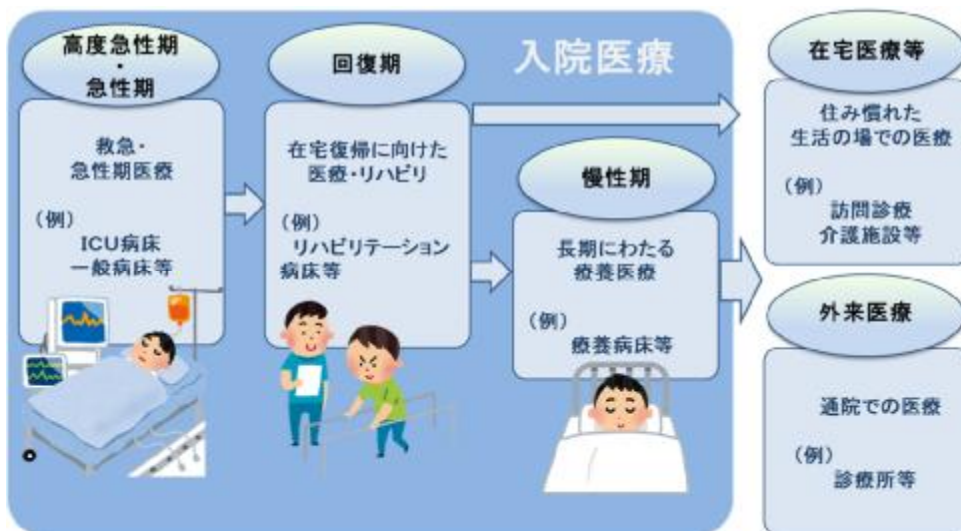 入院医療
高度急性期
・
急性期
救急・
急性期医療
（例）
ICU病床
一般病床等
回復期
在宅復帰に向けた
医療・リハビリ
（例）
リハビリテーション
病床等
慢性期
長期にわたる
療養医療
（例）
療養病床等
在宅医療等
住み慣れた
生活の場での医療
（例）
訪問診療
介護施設等
外来医療
通院での医療
（例）
診療所等